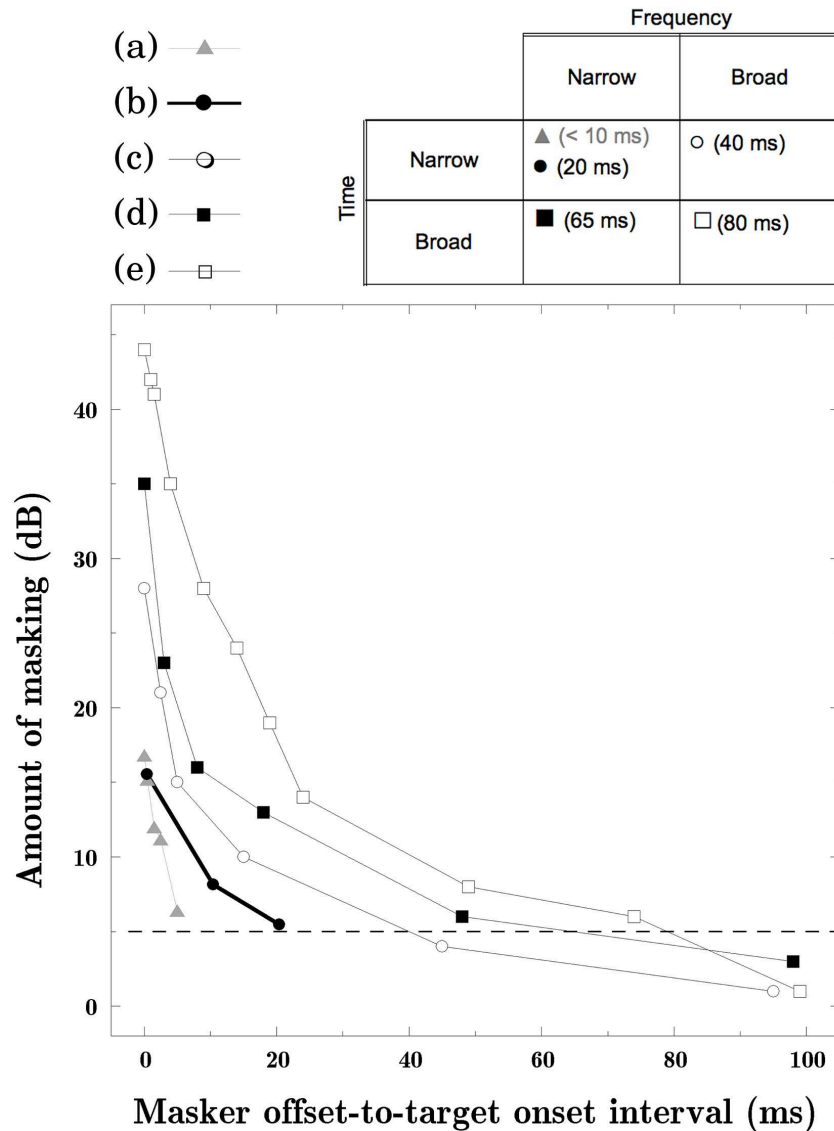 (a)
(b)
(c)
(d)
(e)
Frequency
Narrow Broad
Time
Narrow (< 10 ms) (40 ms)
(20 ms)
Broad (65 ms) (80 ms)
Amount of masking (dB)
40
30
20
10
0
0 20 40 60 80 100
Masker offset-to-target onset interval (ms)